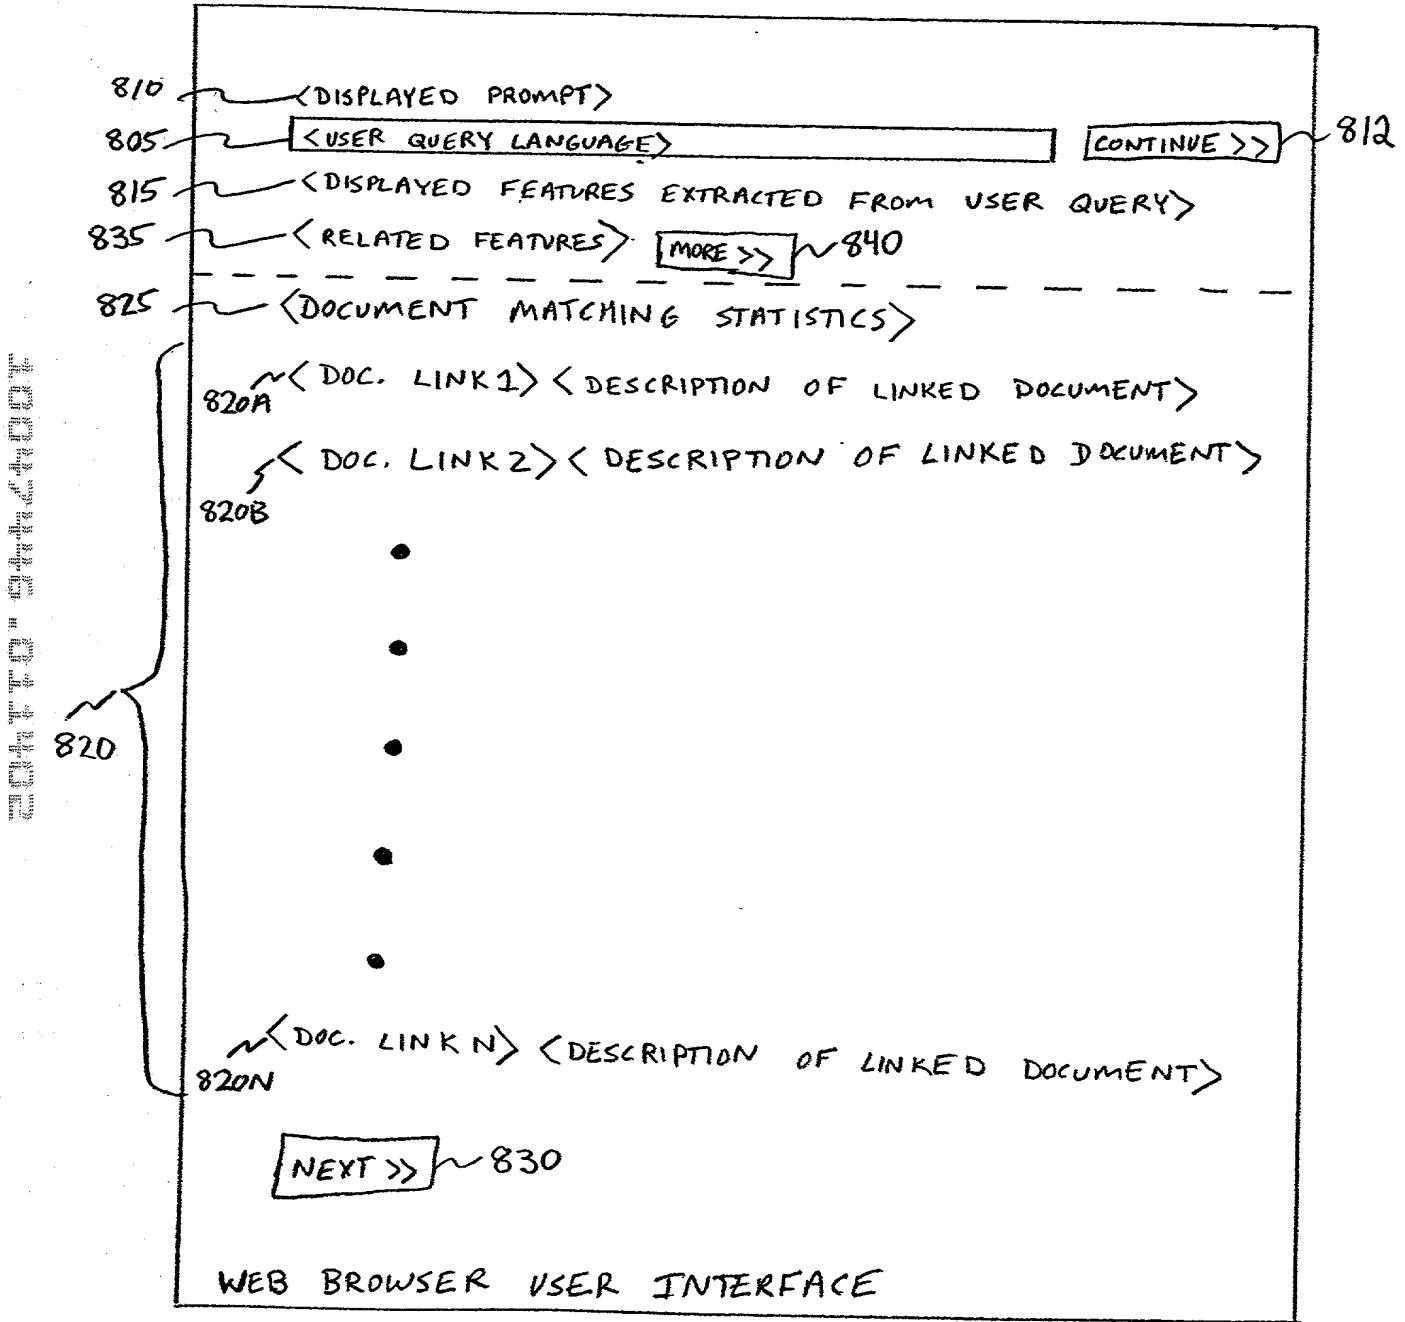 810 <DISPLAYED PROMPT>
805 <USER QUERY LANGUAGE> CONTINUE >> 812
815 <DISPLAYED FEATURES EXTRACTED FROM USER QUERY>
835 <RELATED FEATURES> MORE >> 840
825 <DOCUMENT MATCHING STATISTICS>
820A <DOC. LINK 1> <DESCRIPTION OF LINKED DOCUMENT>
820B <DOC. LINK 2> <DESCRIPTION OF LINKED DOCUMENT>
820
820N <DOC. LINK N> <DESCRIPTION OF LINKED DOCUMENT>
NEXT >> 830
WEB BROWSER USER INTERFACE
10047446.011402